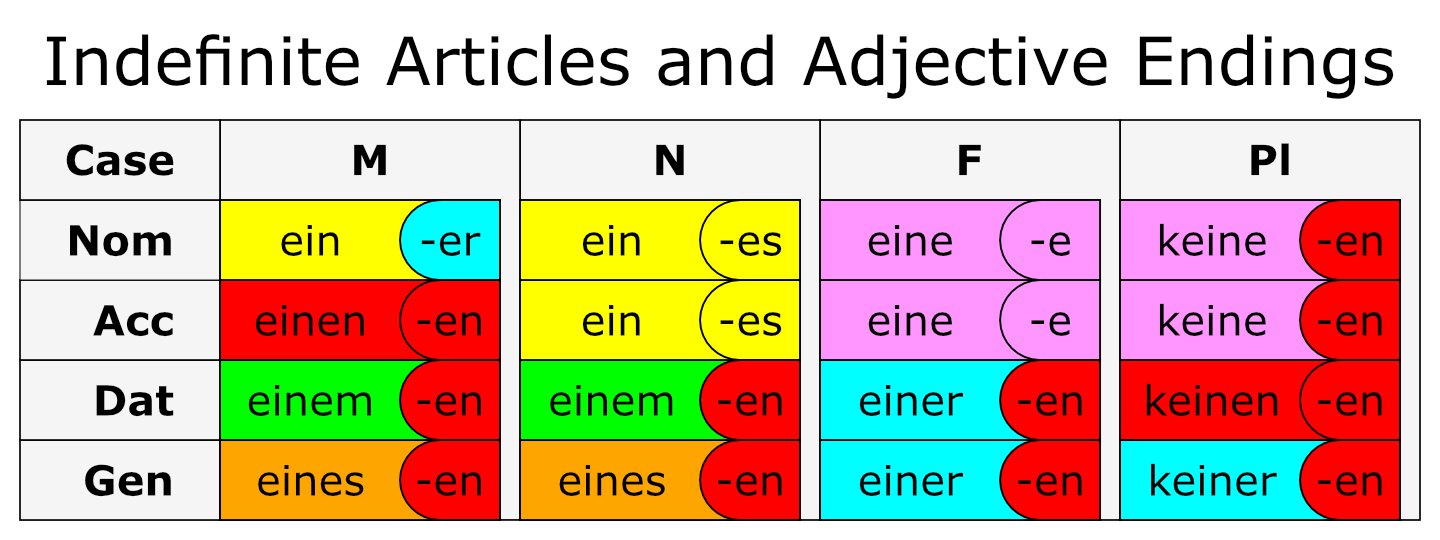 Indefinite Articles and Adjective Endings
Case M N F Pl
Nom ein -er ein -es eine -e keine -en
Acc einen -en ein -es eine -e keine -en
Dat einem -en einem -en einer -en keinen -en
Gen eines -en eines -en einer -en keiner -en